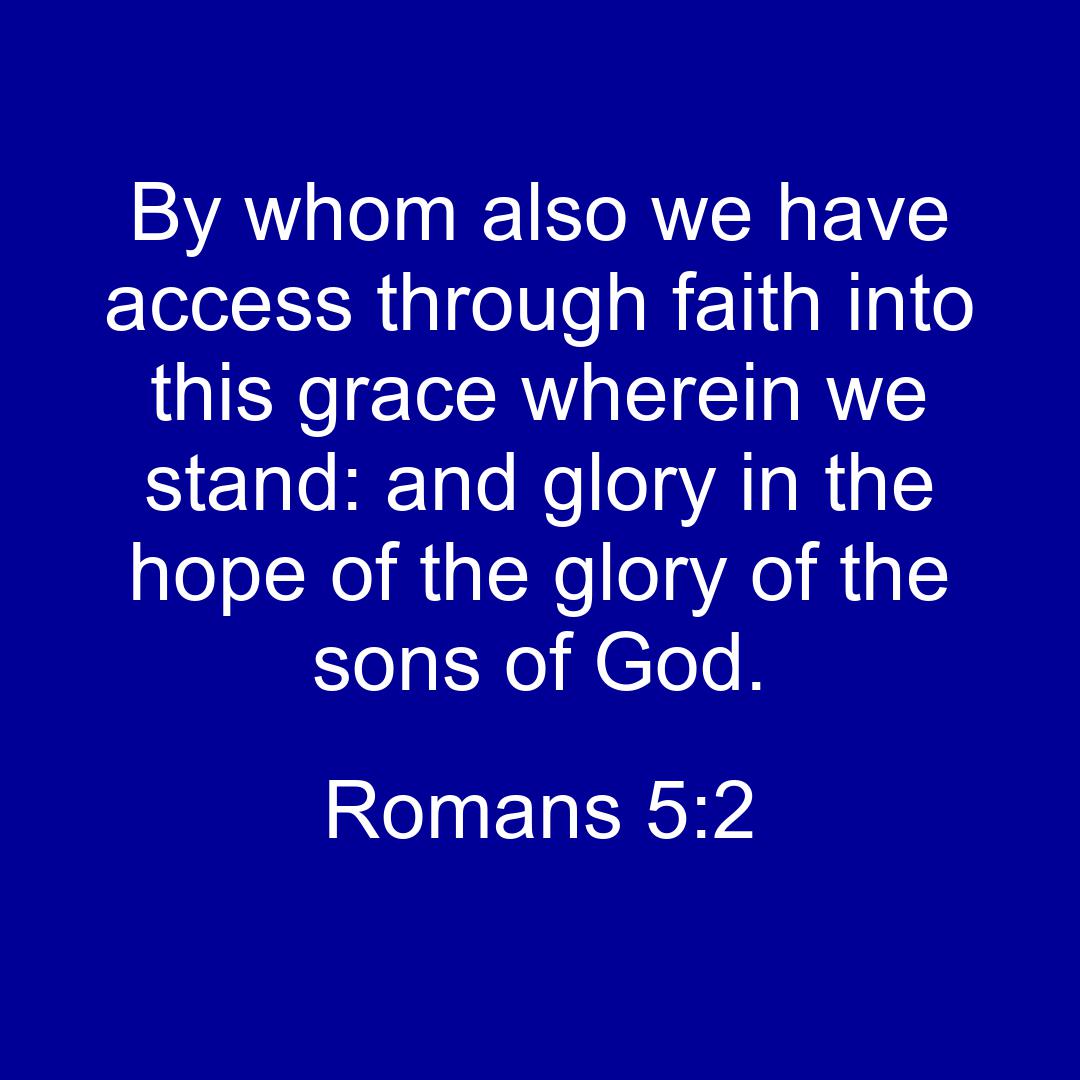 By whom also we have
access through faith into
this grace wherein we
stand: and glory in the
hope of the glory of the
sons of God.
Romans 5:2